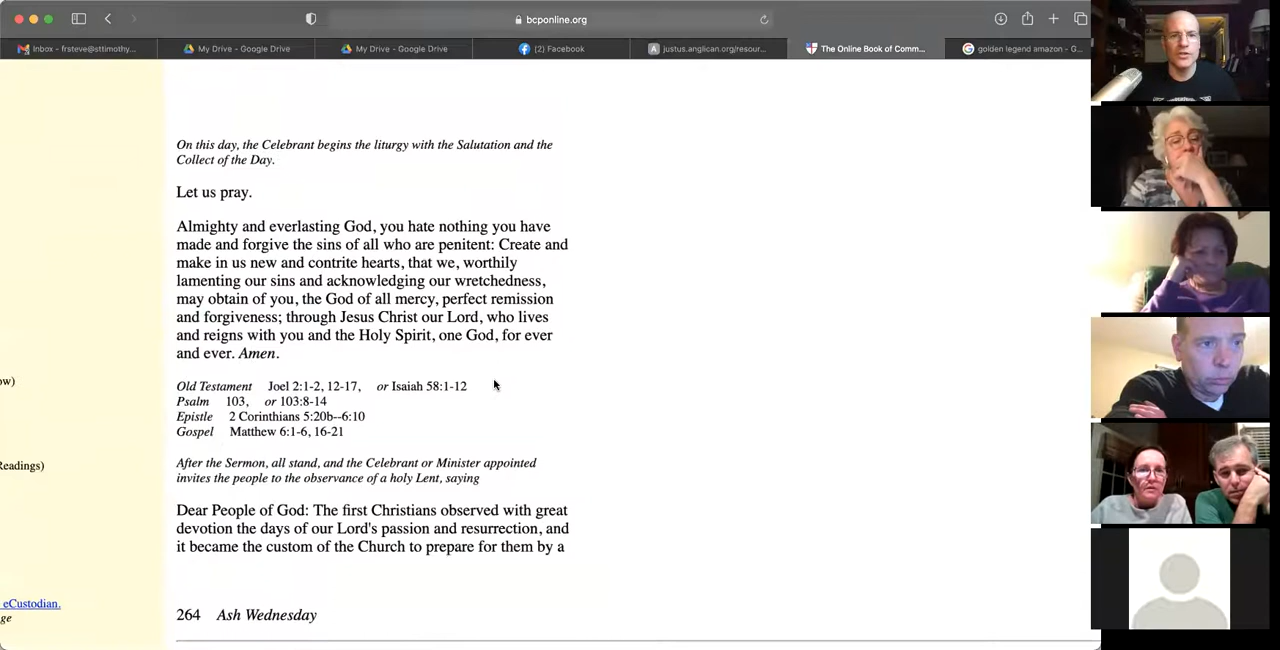 bcponline.org
Inbox - frsteve@sttimothy...
My Drive - Google Drive
My Drive - Google Drive
(2) Facebook
justus.anglican.org/resour...
The Online Book of Comm...
golden legend amazon - G...
On this day, the Celebrant begins the liturgy with the Salutation and the
Collect of the Day.
Let us pray.
Almighty and everlasting God, you hate nothing you have
made and forgive the sins of all who are penitent: Create and
make in us new and contrite hearts, that we, worthily
lamenting our sins and acknowledging our wretchedness,
may obtain of you, the God of all mercy, perfect remission
and forgiveness; through Jesus Christ our Lord, who lives
and reigns with you and the Holy Spirit, one God, for ever
and ever. Amen.
ow)
Old Testament Joel 2:1-2, 12-17, or Isaiah 58:1-12
Psalm 103, or 103:8-14
Epistle 2 Corinthians 5:20b--6:10
Gospel Matthew 6:1-6, 16-21
Readings)
After the Sermon, all stand, and the Celebrant or Minister appointed
invites the people to the observance of a holy Lent, saying
Dear People of God: The first Christians observed with great
devotion the days of our Lord's passion and resurrection, and
it became the custom of the Church to prepare for them by a
eCustodian.
ge
264 Ash Wednesday